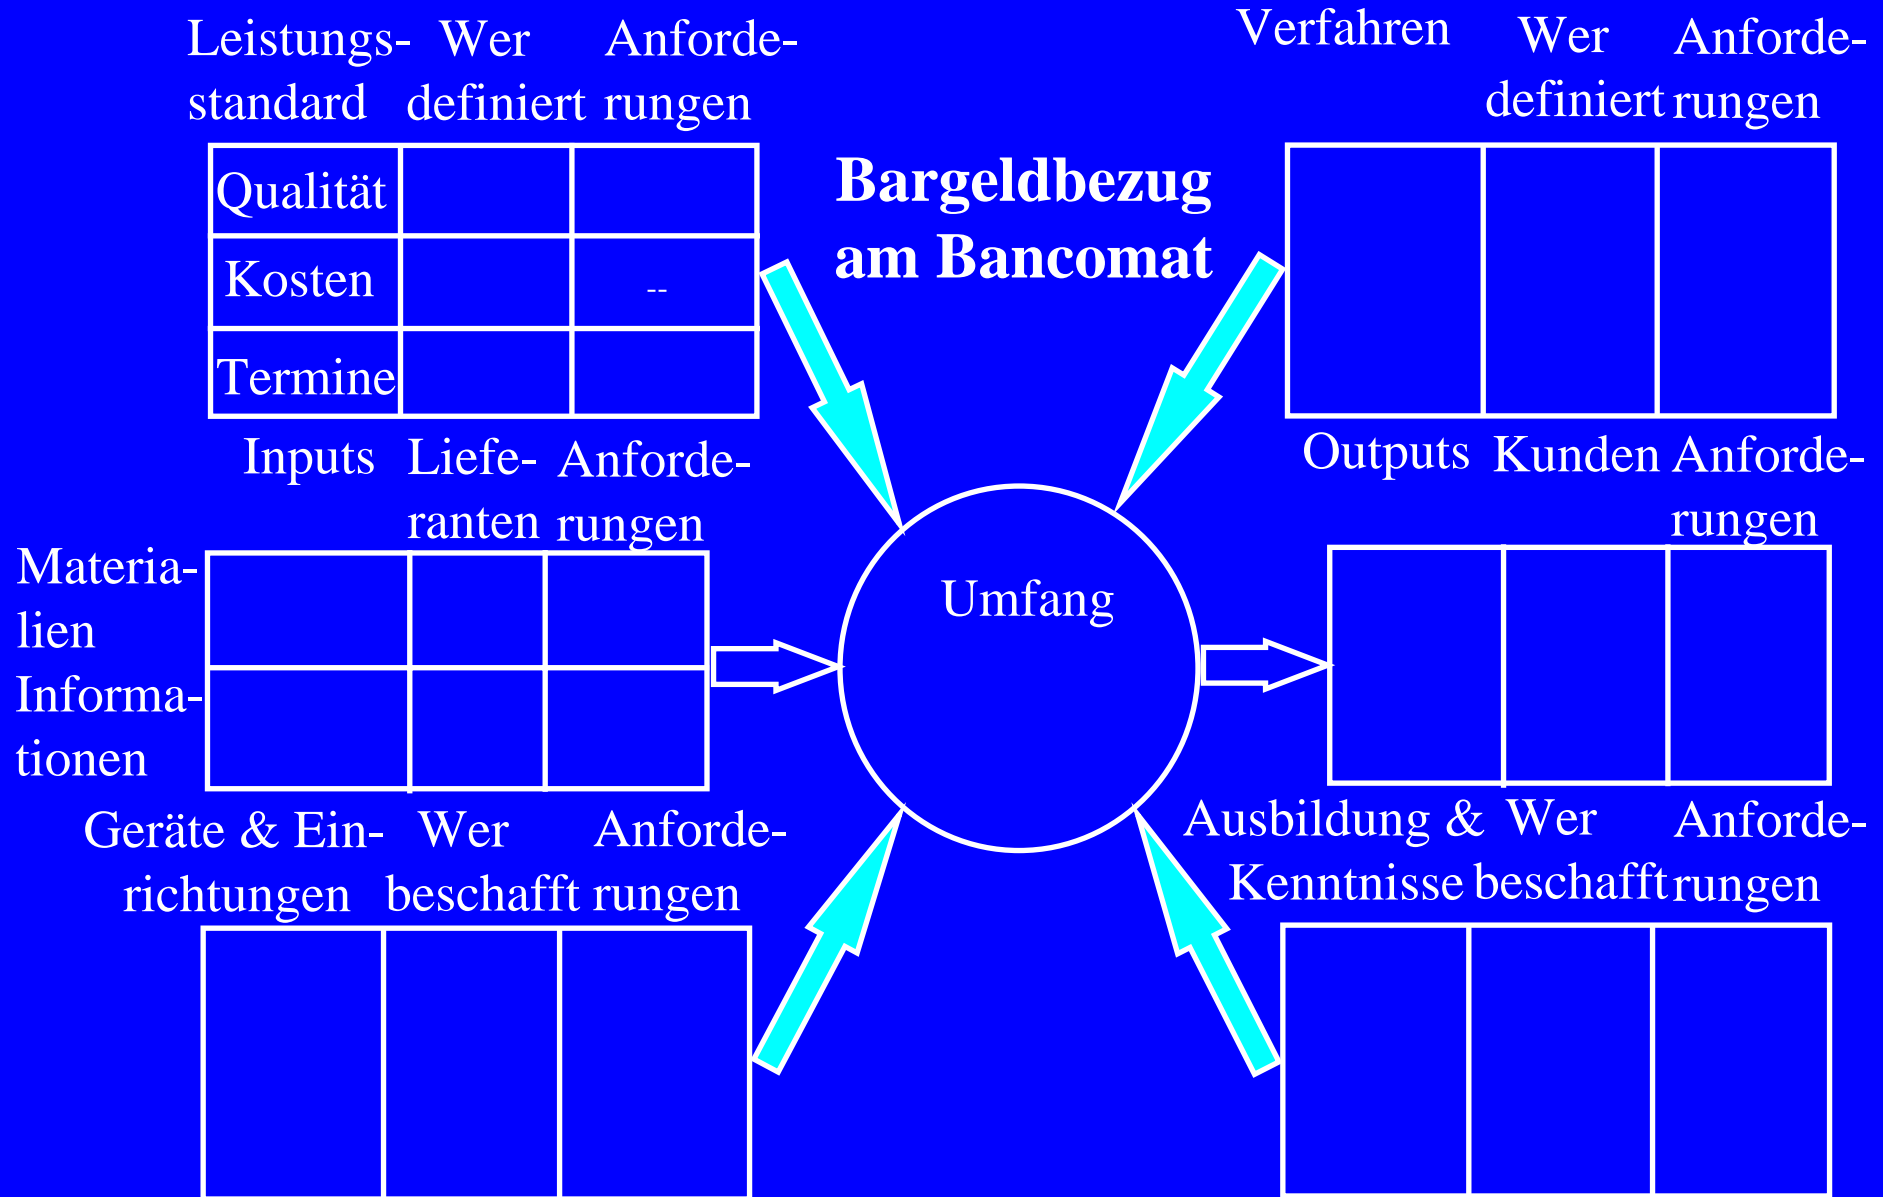 Leistungs- Wer Anforde-
standard definiert rungen
Qualität
Kosten --
Termine
Bargeldbezug
am Bancomat
Verfahren Wer Anforde-
definiert rungen
Inputs Liefe- Anforde-
ranten rungen
Materia-
lien
Informa-
tionen
Umfang
Outputs Kunden Anforde-
rungen
Geräte & Ein- Wer Anforde-
richtungen beschafft rungen
Ausbildung & Wer Anforde-
Kenntnisse beschafft rungen